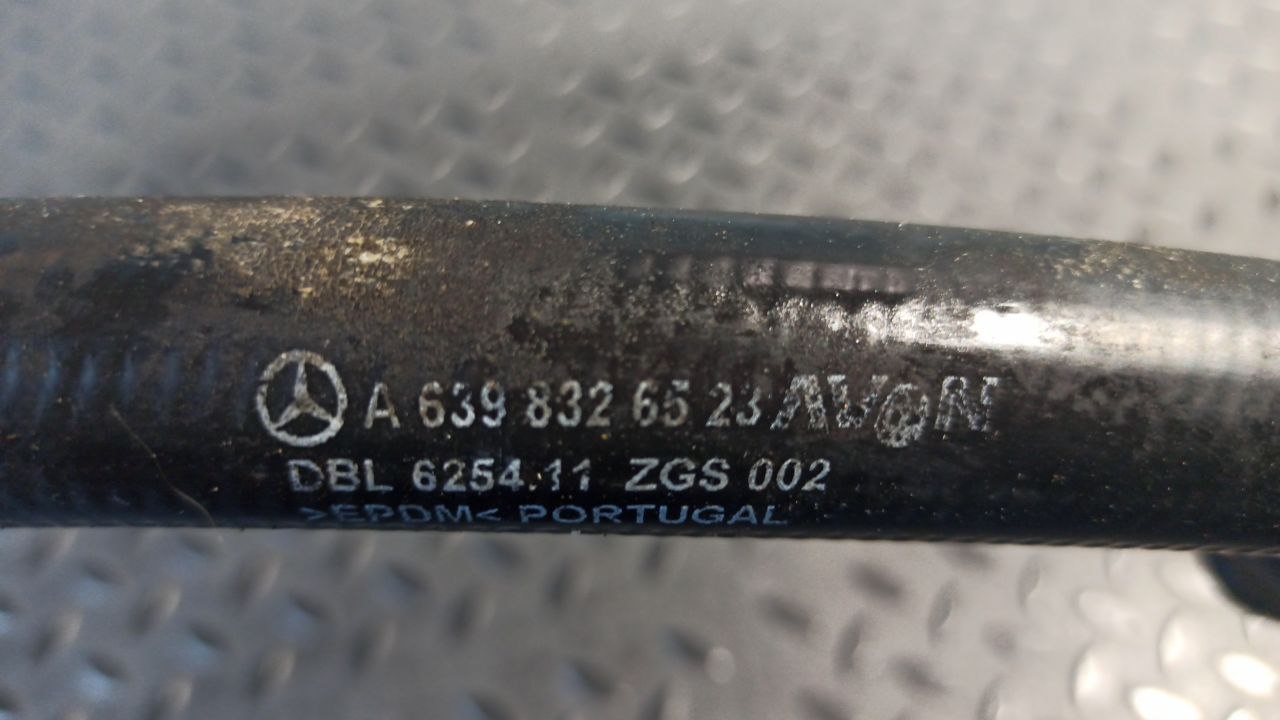 A 639 832 65 23 AVON
DBL 6254.11 ZGS 002
>EPDM< PORTUGAL